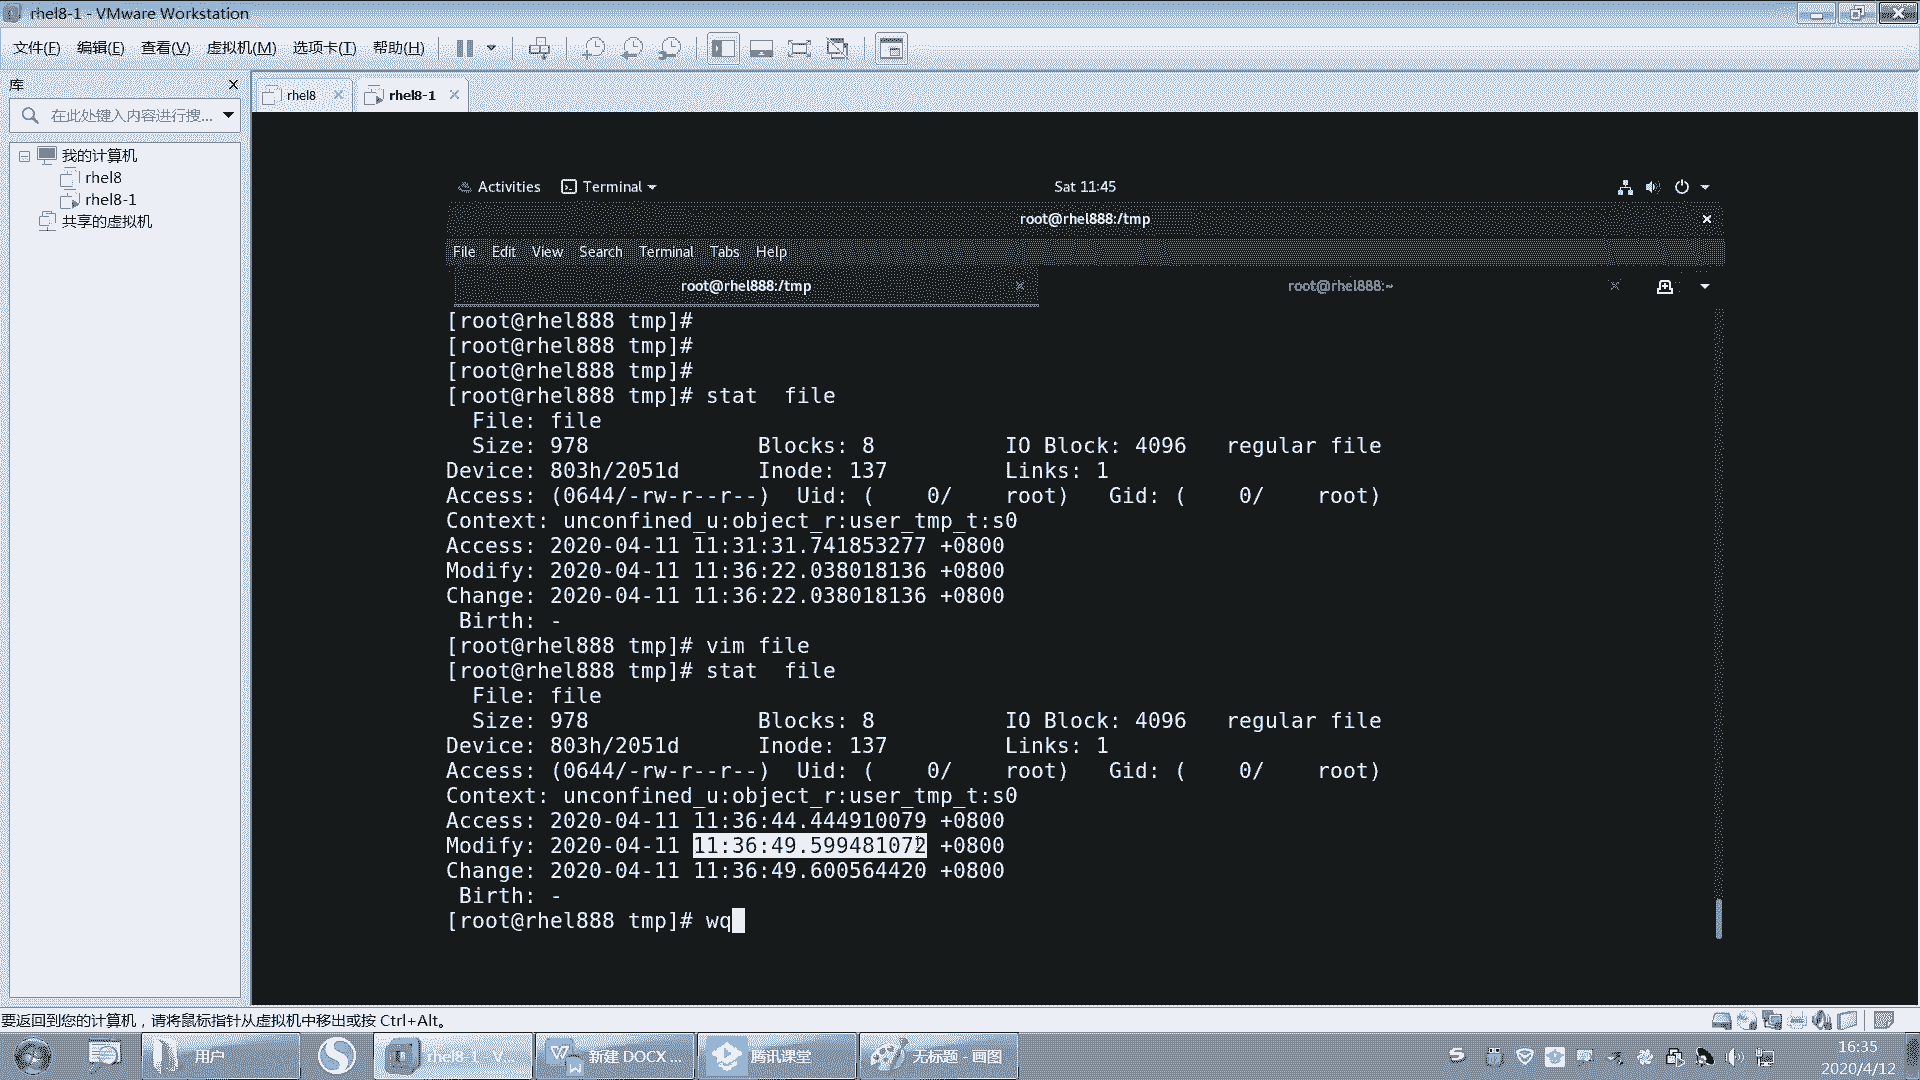 rhel8-1 - VMware Workstation
文件(F) 编辑(E) 查看(V) 虚拟机(M) 选项卡(T) 帮助(H)
库
在此处键入内容进行搜...
我的计算机
rhel8
rhel8-1
共享的虚拟机
rhel8 rhel8-1
Activities Terminal Sat 11:45
root@rhel888:/tmp
File Edit View Search Terminal Tabs Help
root@rhel888:/tmp root@rhel888:~
[root@rhel888 tmp]#
[root@rhel888 tmp]#
[root@rhel888 tmp]#
[root@rhel888 tmp]# stat  file
  File: file
  Size: 978             Blocks: 8          IO Block: 4096   regular file
Device: 803h/2051d      Inode: 137         Links: 1
Access: (0644/-rw-r--r--)  Uid: (    0/    root)   Gid: (    0/    root)
Context: unconfined_u:object_r:user_tmp_t:s0
Access: 2020-04-11 11:31:31.741853277 +0800
Modify: 2020-04-11 11:36:22.038018136 +0800
Change: 2020-04-11 11:36:22.038018136 +0800
 Birth: -
[root@rhel888 tmp]# vim file
[root@rhel888 tmp]# stat  file
  File: file
  Size: 978             Blocks: 8          IO Block: 4096   regular file
Device: 803h/2051d      Inode: 137         Links: 1
Access: (0644/-rw-r--r--)  Uid: (    0/    root)   Gid: (    0/    root)
Context: unconfined_u:object_r:user_tmp_t:s0
Access: 2020-04-11 11:36:44.444910079 +0800
Modify: 2020-04-11 11:36:49.599481072 +0800
Change: 2020-04-11 11:36:49.600564420 +0800
 Birth: -
[root@rhel888 tmp]# wq
要返回到您的计算机，请将鼠标指针从虚拟机中移出或按 Ctrl+Alt。
用户 rhel8-1 - V... 新建 DOCX ... 腾讯课堂 无标题 - 画图 16:35
2020/4/12